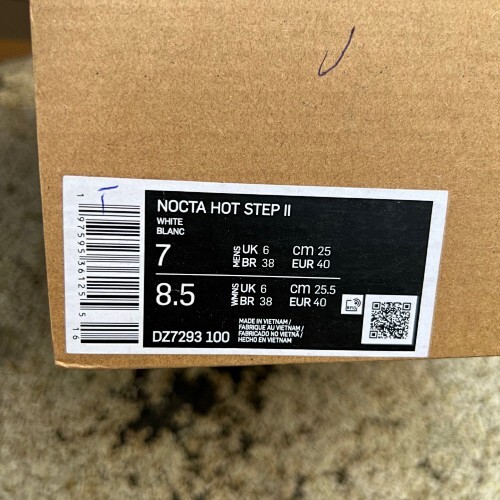 NOCTA HOT STEP II
WHITE
BLANC
7 MENS UK 6 CM 25
BR 38 EUR 40
8.5 WMNS UK 6 CM 25.5
BR 38 EUR 40
DZ7293 100
MADE IN VIETNAM /
FABRIQUE AU VIETNAM /
FABRICADO NO VIETNÃ /
HECHO EN VIETNAM